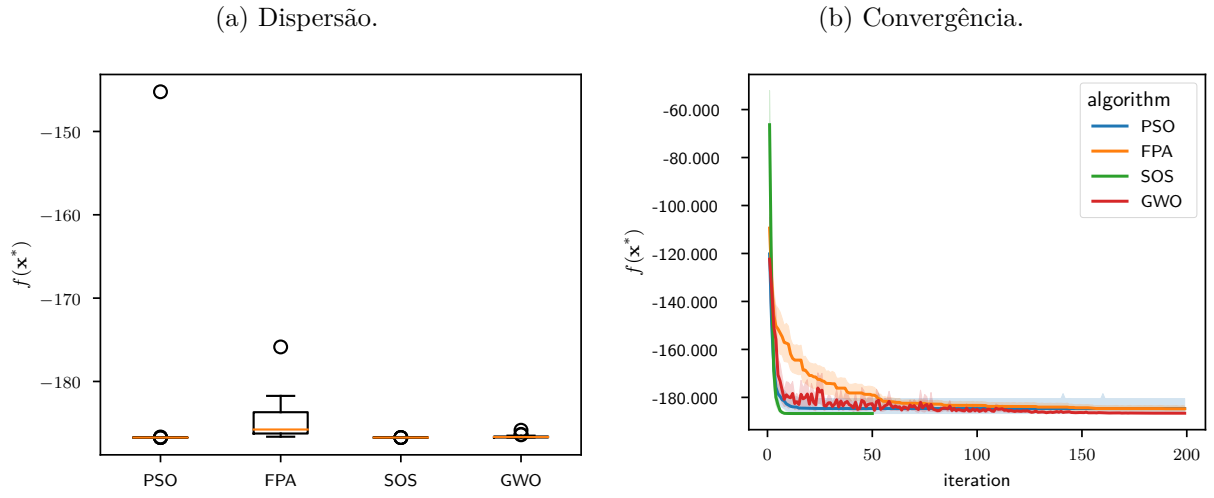 (a) Dispersão.
(b) Convergência.
f(x*)
−150
−160
−170
−180
PSO
FPA
SOS
GWO
f(x*)
-60.000
-80.000
-100.000
-120.000
-140.000
-160.000
-180.000
0
50
100
150
200
iteration
algorithm
PSO
FPA
SOS
GWO